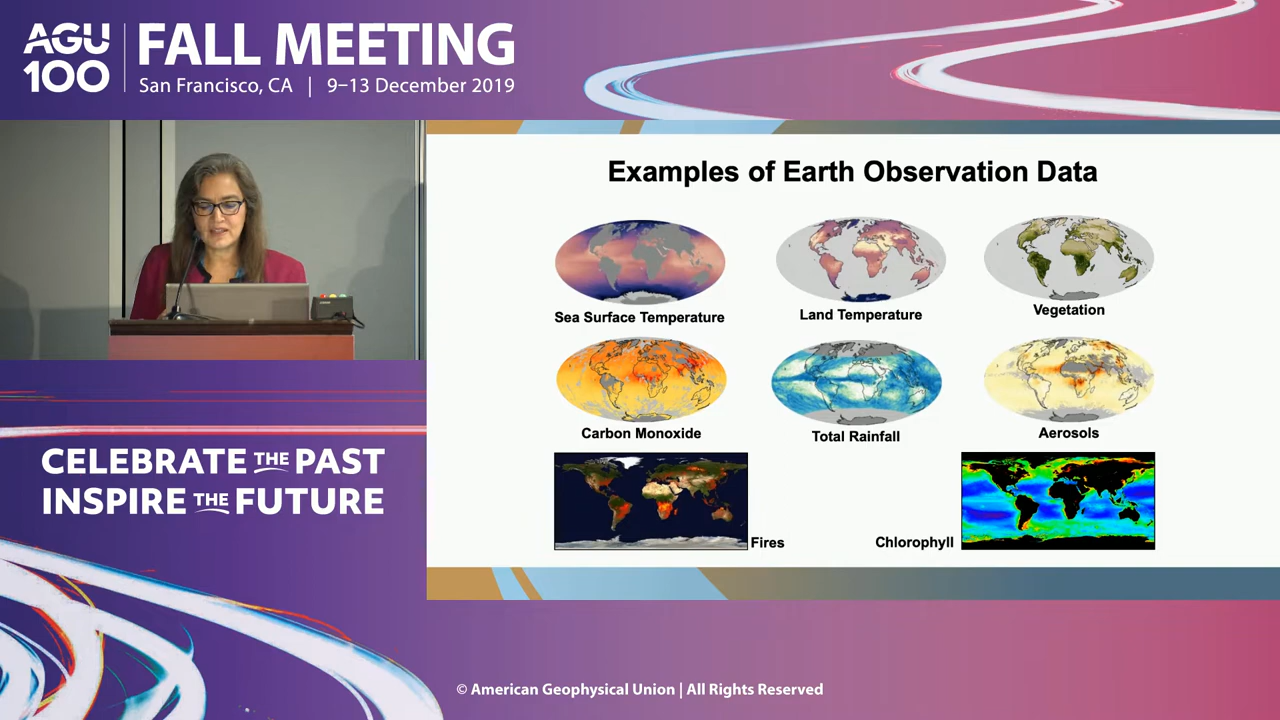 AGU
100
FALL MEETING
San Francisco, CA | 9–13 December 2019
Examples of Earth Observation Data
Sea Surface Temperature
Land Temperature
Vegetation
Carbon Monoxide
Total Rainfall
Aerosols
Fires
Chlorophyll
CELEBRATE THE PAST
INSPIRE THE FUTURE
© American Geophysical Union | All Rights Reserved